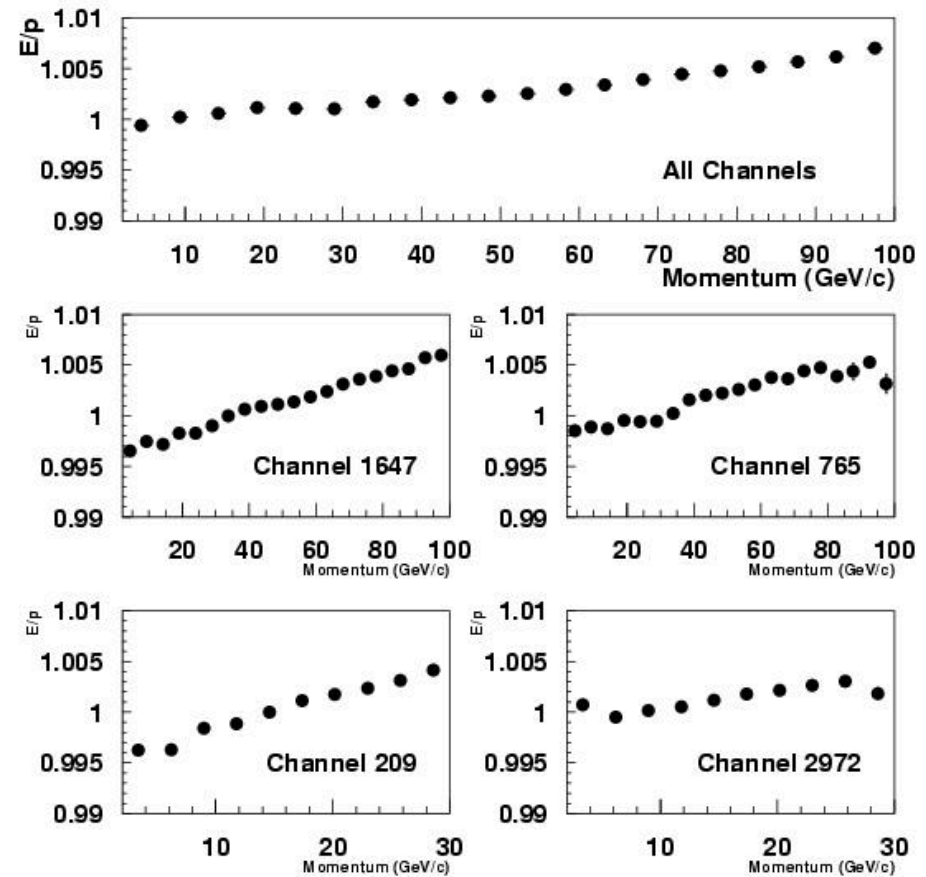 E/p
1.01
1.005
1
0.995
0.99
All Channels
10 20 30 40 50 60 70 80 90 100
Momentum (GeV/c)
E/p
1.01
1.005
1
0.995
0.99
Channel 1647
20 40 60 80 100
Momentum (GeV/c)
E/p
1.01
1.005
1
0.995
0.99
Channel 765
20 40 60 80 100
Momentum (GeV/c)
E/p
1.01
1.005
1
0.995
0.99
Channel 209
10 20 30
Momentum (GeV/c)
E/p
1.01
1.005
1
0.995
0.99
Channel 2972
10 20 30
Momentum (GeV/c)